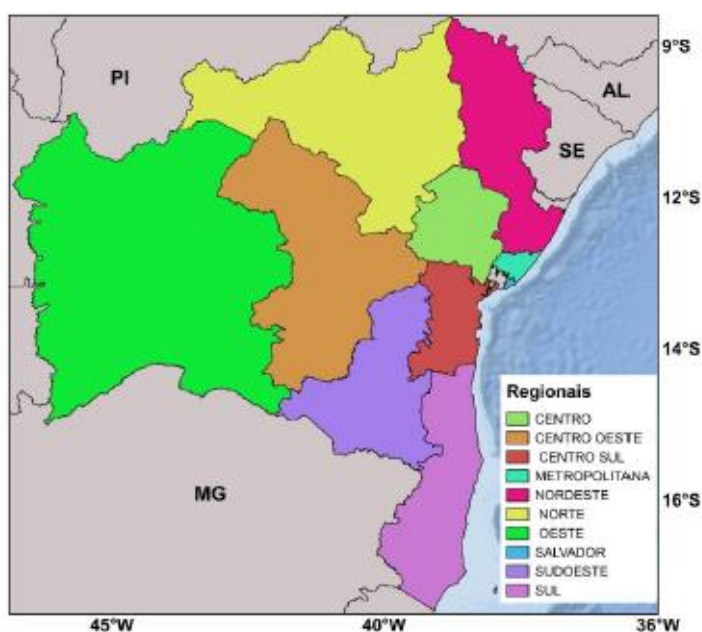 9°S
PI
AL
SE
12°S
14°S
Regionais
CENTRO
CENTRO OESTE
CENTRO SUL
METROPOLITANA
NORDESTE
NORTE
OESTE
SALVADOR
SUDOESTE
SUL
MG
16°S
45°W
40°W
36°W